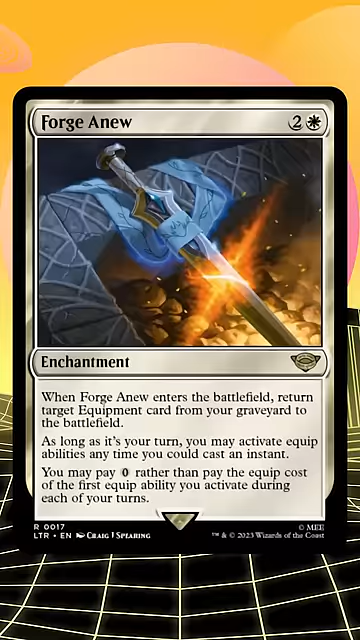 Forge Anew 2
Enchantment
When Forge Anew enters the battlefield, return
target Equipment card from your graveyard to
the battlefield.
As long as it's your turn, you may activate equip
abilities any time you could cast an instant.
You may pay 0 rather than pay the equip cost
of the first equip ability you activate during
each of your turns.
R 0017
© MEE
LTR • EN Craig J Spearing
™ & © 2023 Wizards of the Coast